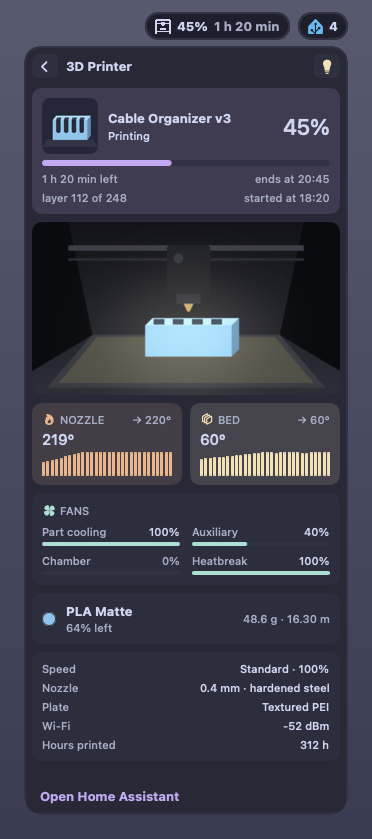 45% 1 h 20 min
4
3D Printer
Cable Organizer v3
Printing
45%
1 h 20 min left
ends at 20:45
layer 112 of 248
started at 18:20
NOZZLE → 220°
219°
BED → 60°
60°
FANS
Part cooling 100%
Auxiliary 40%
Chamber 0%
Heatbreak 100%
PLA Matte
64% left
48.6 g · 16.30 m
Speed Standard · 100%
Nozzle 0.4 mm · hardened steel
Plate Textured PEI
Wi-Fi -52 dBm
Hours printed 312 h
Open Home Assistant